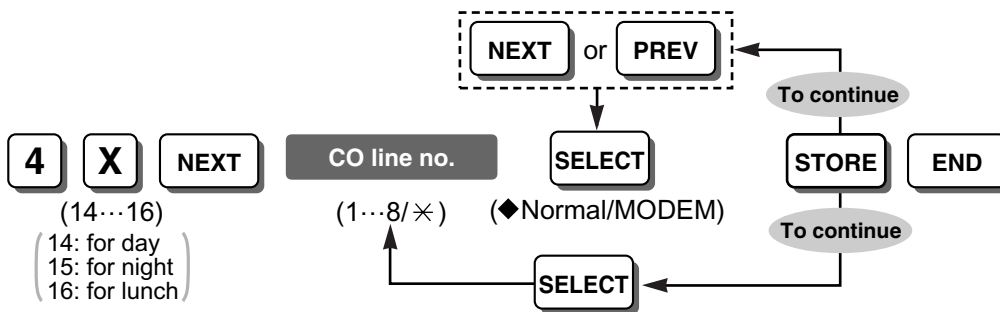 NEXT or PREV
To continue
4 X NEXT CO line no. SELECT STORE END
(14···16) (1···8/✳) (◆Normal/MODEM)
To continue
14: for day
15: for night
16: for lunch
SELECT